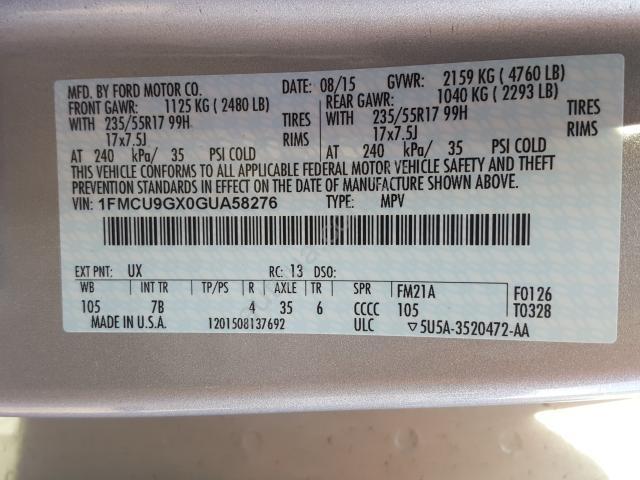 MFD. BY FORD MOTOR CO. DATE: 08/15 GVWR: 2159 KG ( 4760 LB)
FRONT GAWR: 1125 KG ( 2480 LB) REAR GAWR: 1040 KG ( 2293 LB)
WITH 235/55R17 99H TIRES WITH 235/55R17 99H TIRES
17x7.5J RIMS 17x7.5J RIMS
AT 240 kPa/ 35 PSI COLD AT 240 kPa/ 35 PSI COLD
THIS VEHICLE CONFORMS TO ALL APPLICABLE FEDERAL MOTOR VEHICLE SAFETY AND THEFT
PREVENTION STANDARDS IN EFFECT ON THE DATE OF MANUFACTURE SHOWN ABOVE.
VIN: 1FMCU9GX0GUA58276 TYPE: MPV
EXT PNT: UX RC: 13 DSO:
WB INT TR TP/PS R AXLE TR SPR FM21A F0126
105 7B 4 35 6 CCCC 105 T0328
MADE IN U.S.A. 1201508137692 ULC ▽5U5A-3520472-AA